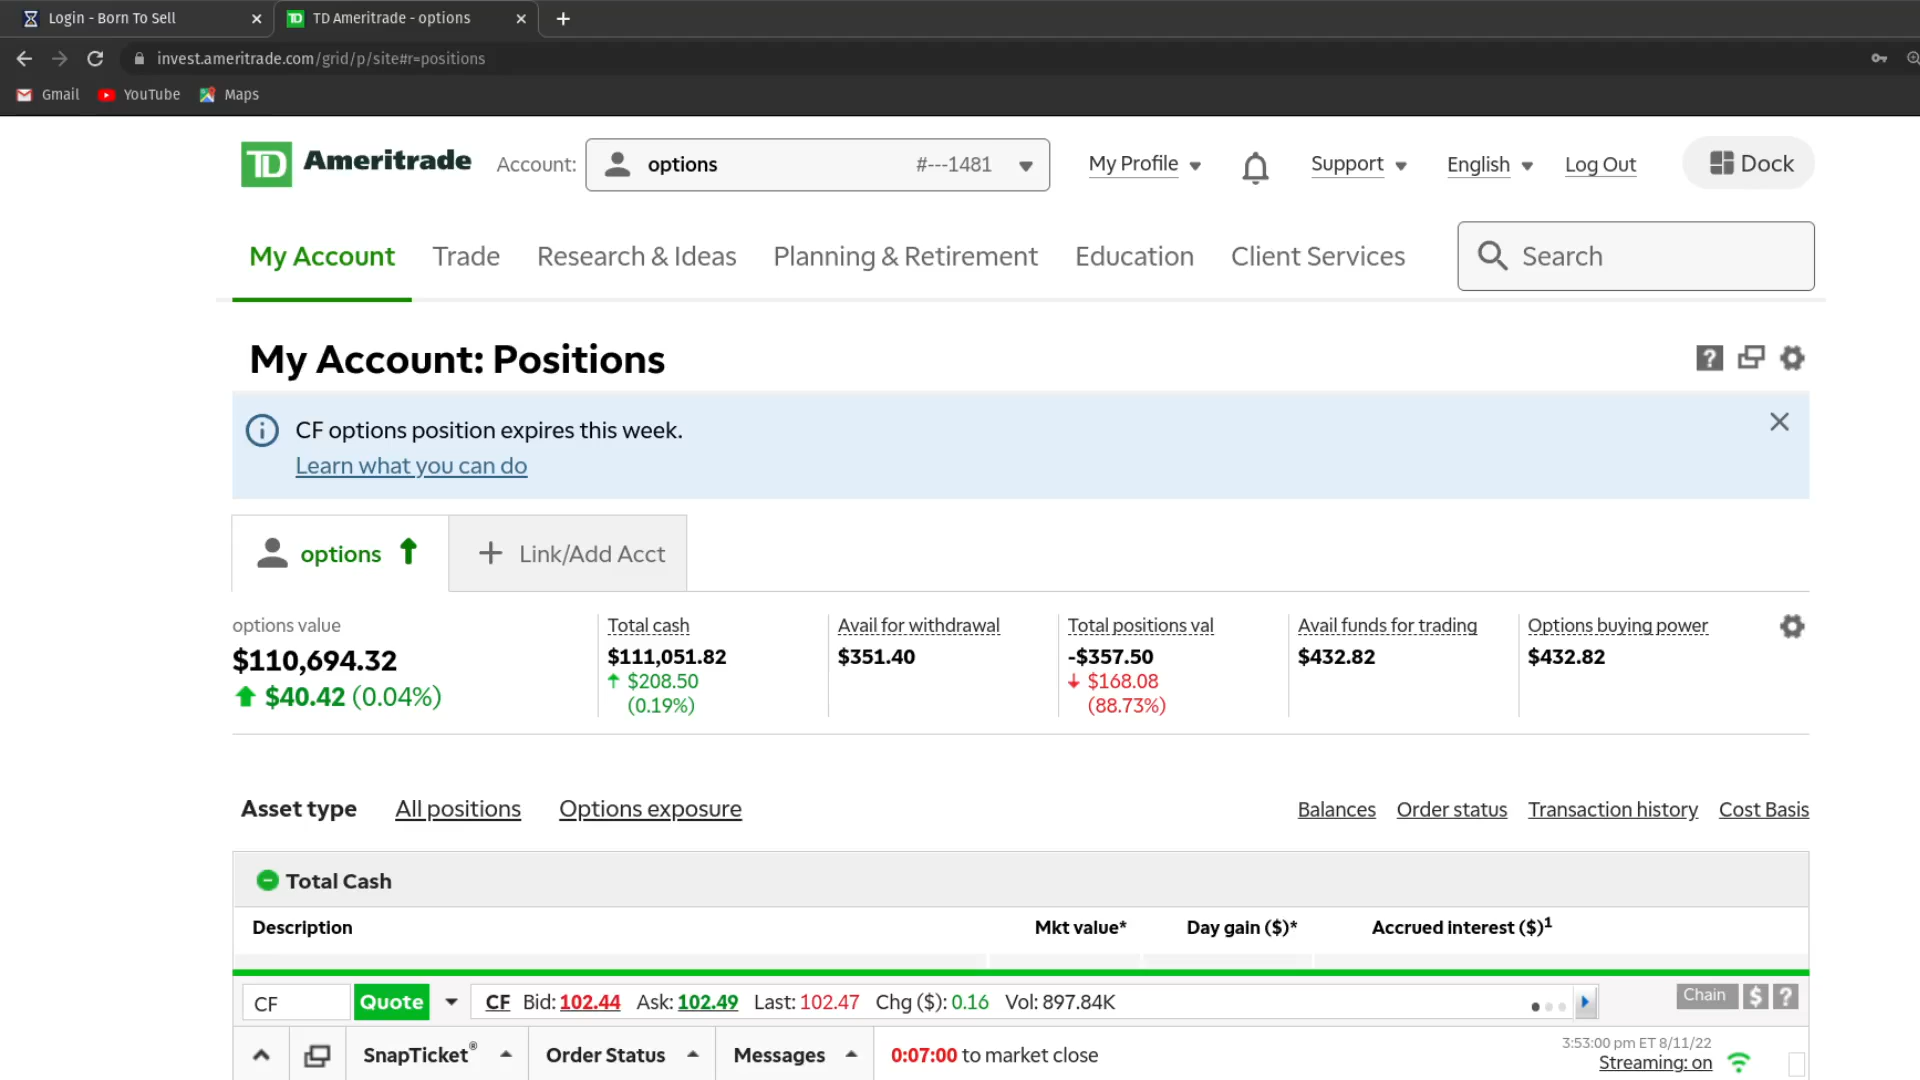 Login - Born To Sell
TD Ameritrade - options
invest.ameritrade.com/grid/p/site#r=positions
Gmail YouTube Maps
TD Ameritrade Account: options #---1481 My Profile Support English Log Out Dock
My Account Trade Research & Ideas Planning & Retirement Education Client Services Search
My Account: Positions
?
CF options position expires this week.
Learn what you can do
options Link/Add Acct
options value Total cash Avail for withdrawal Total positions val Avail funds for trading Options buying power
$110,694.32 $111,051.82 $351.40 -$357.50 $432.82 $432.82
$40.42 (0.04%) $208.50 $168.08
(0.19%) (88.73%)
Asset type All positions Options exposure Balances Order status Transaction history Cost Basis
Total Cash
Description Mkt value* Day gain ($)* Accrued interest ($)1
CF Quote CF Bid: 102.44 Ask: 102.49 Last: 102.47 Chg ($): 0.16 Vol: 897.84K Chain $ ?
SnapTicket® Order Status Messages 0:07:00 to market close
3:53:00 pm ET 8/11/22
Streaming: on